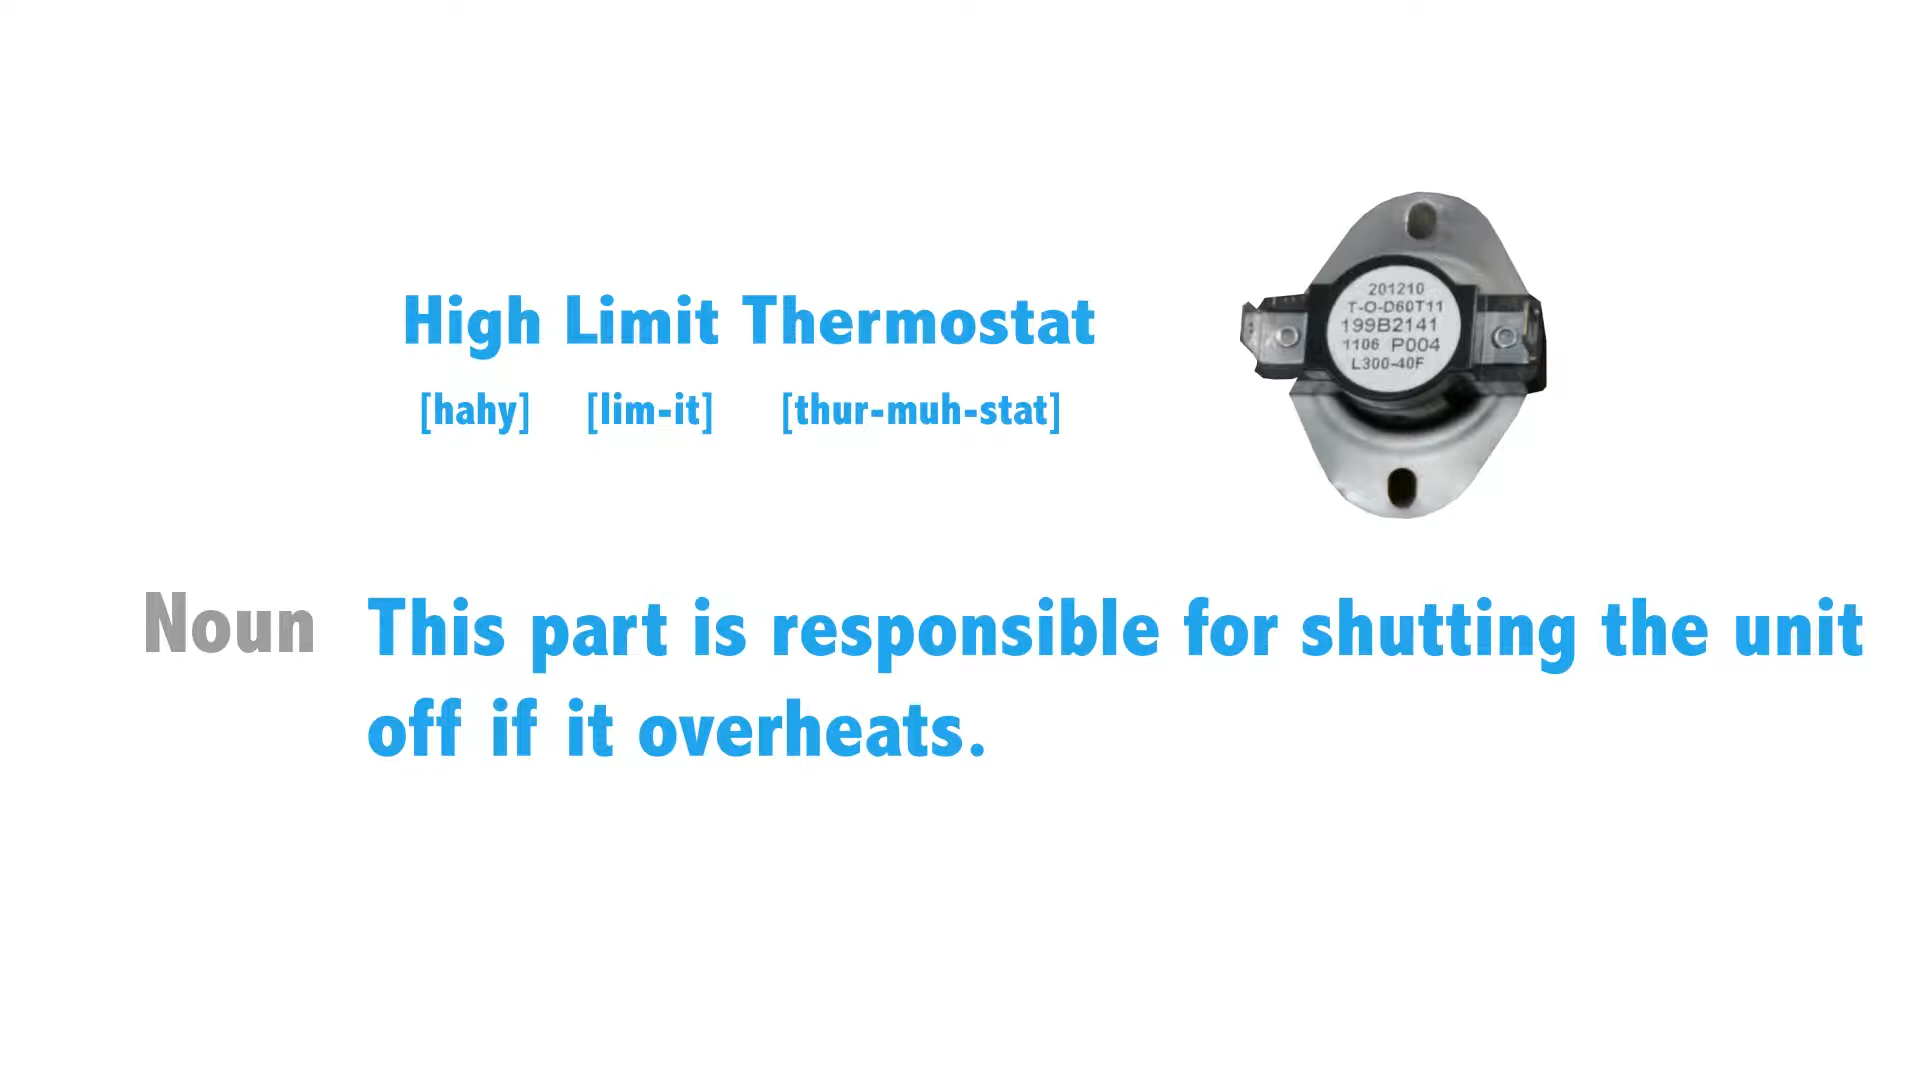 High Limit Thermostat
[hahy] [lim-it] [thur-muh-stat]
201210
T-O-D60T11
199B2141
1106 P004
L300-40F
Noun This part is responsible for shutting the unit
off if it overheats.